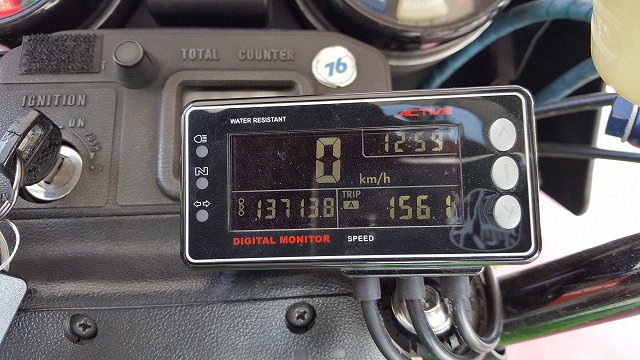 TOTAL COUNTER
76
IGNITION
ON
PUSH
WATER RESISTANT
ACTIVE
12:59
0
km/h
N
TRIP
A
13713.8
156.1
DIGITAL MONITOR
SPEED